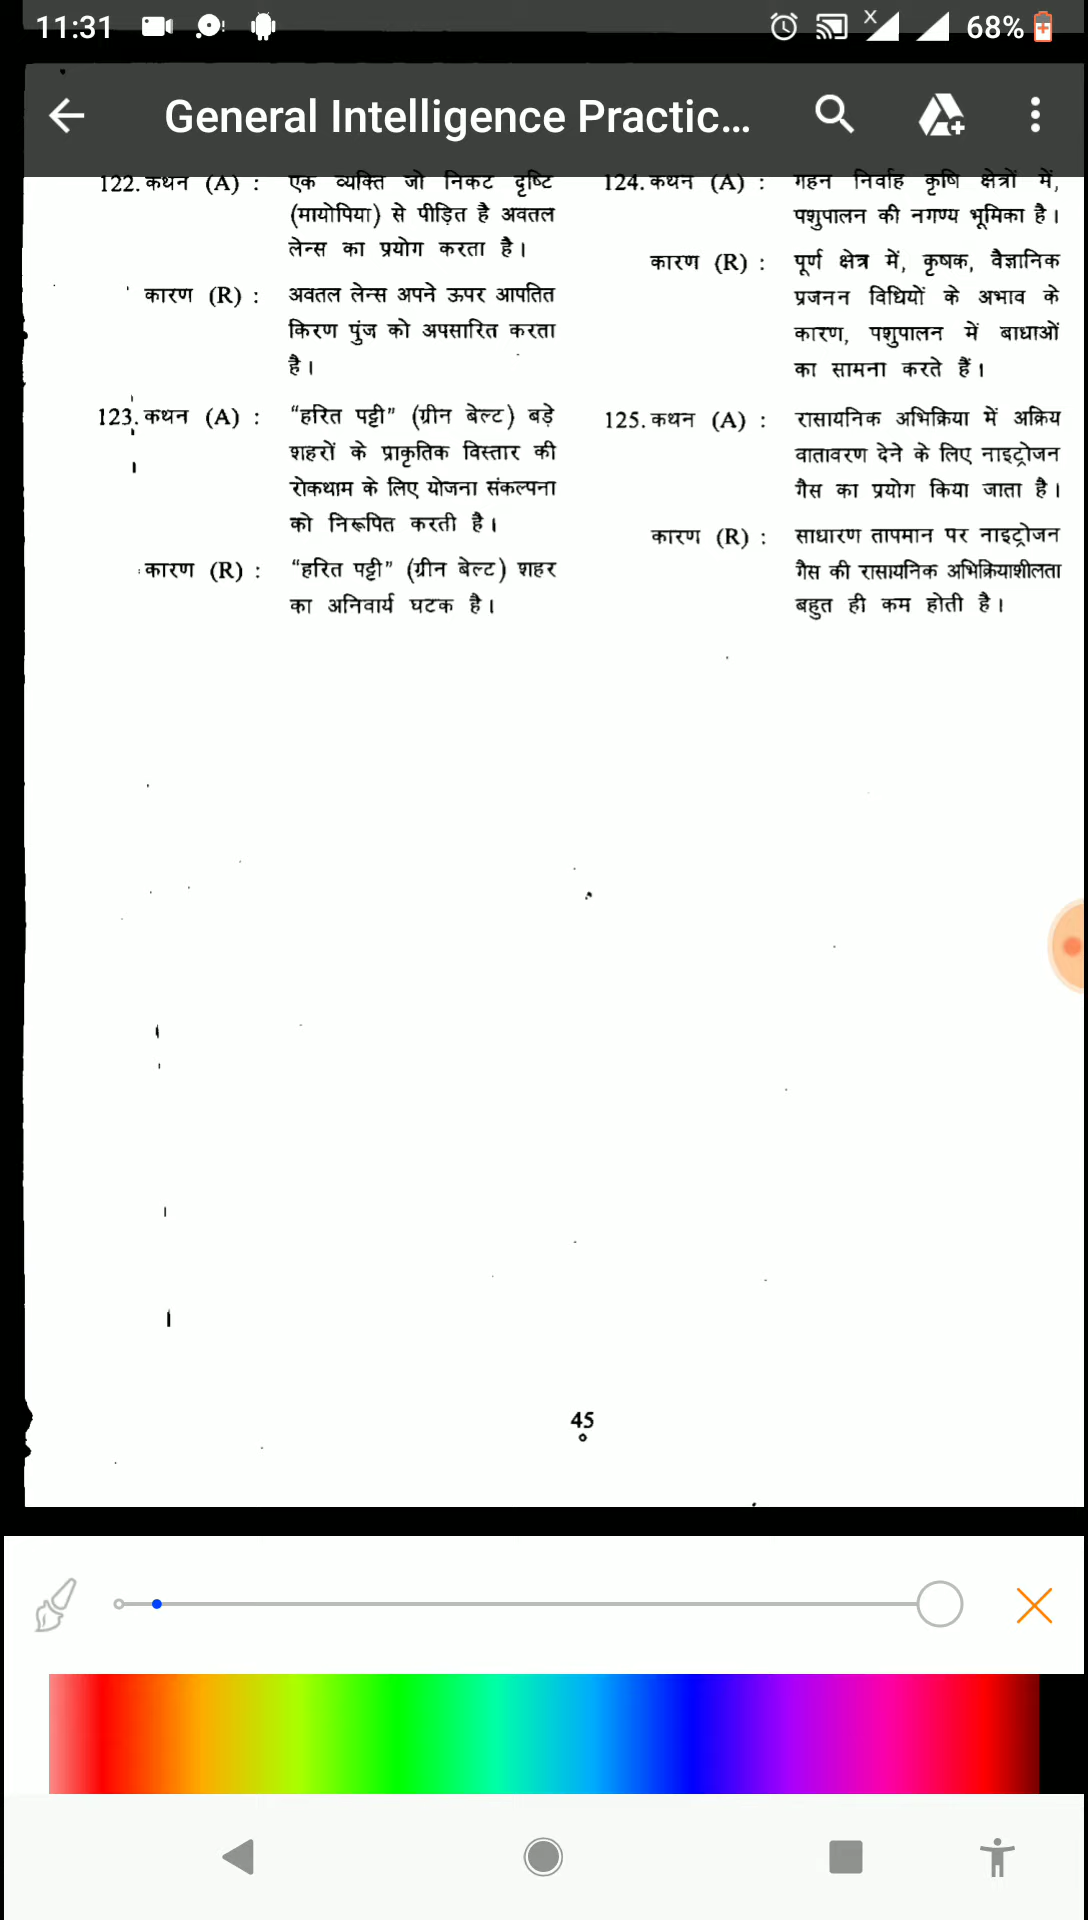 11:31
68%
General Intelligence Practic...
122. कथन (A) : एक व्यक्ति जो निकट दृष्टि
(मायोपिया) से पीड़ित है अवतल
लेन्स का प्रयोग करता है।
कारण (R) : अवतल लेन्स अपने ऊपर आपतित
किरण पुंज को अपसारित करता
है।
123. कथन (A) : “हरित पट्टी” (ग्रीन बेल्ट) बड़े
शहरों के प्राकृतिक विस्तार की
रोकथाम के लिए योजना संकल्पना
को निरूपित करती है।
कारण (R) : “हरित पट्टी” (ग्रीन बेल्ट) शहर
का अनिवार्य घटक है।
124. कथन (A) : गहन निर्वाह कृषि क्षेत्रों में,
पशुपालन की नगण्य भूमिका है।
कारण (R) : पूर्ण क्षेत्र में, कृषक, वैज्ञानिक
प्रजनन विधियों के अभाव के
कारण, पशुपालन में बाधाओं
का सामना करते हैं।
125. कथन (A) : रासायनिक अभिक्रिया में अक्रिय
वातावरण देने के लिए नाइट्रोजन
गैस का प्रयोग किया जाता है।
कारण (R) : साधारण तापमान पर नाइट्रोजन
गैस की रासायनिक अभिक्रियाशीलता
बहुत ही कम होती है।
45